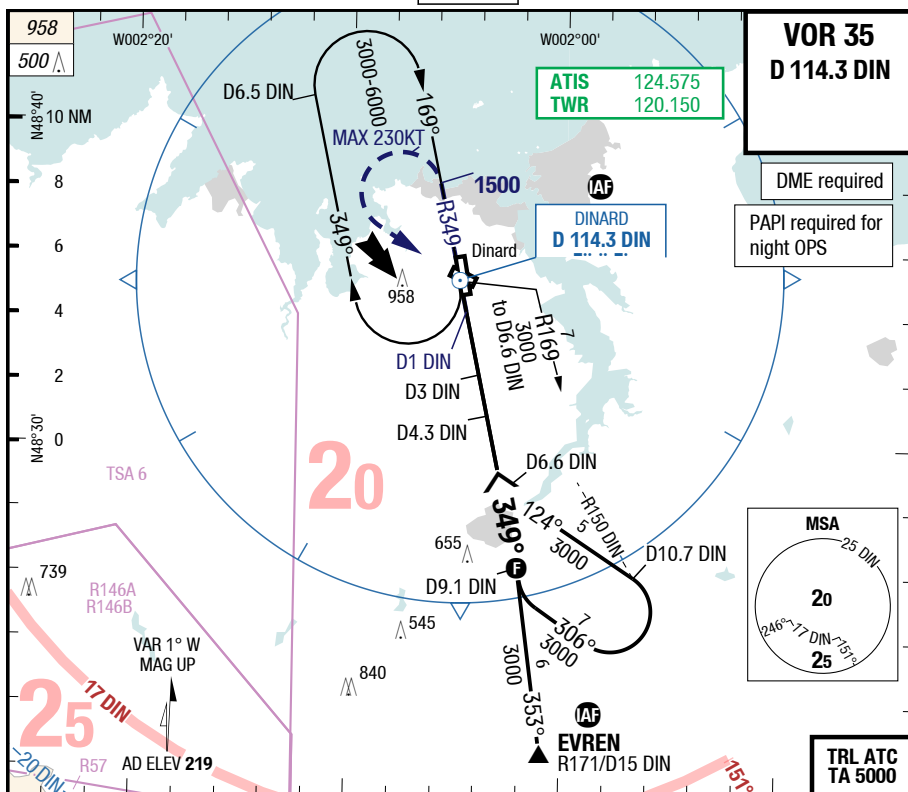 958
500
W002°20'
W002°00'
VOR 35
D 114.3 DIN
ATIS 124.575
TWR 120.150
N48°40'
10 NM
8
6
4
2
0
N48°30'
D6.5 DIN
3000-6000
169°
MAX 230KT
349°
R349
1500
IAF
DME required
PAPI required for
night OPS
DINARD
D 114.3 DIN
Dinard
958
R169
7
3000
to D6.6 DIN
D1 DIN
D3 DIN
D4.3 DIN
D6.6 DIN
TSA 6
20
349°
124°
3000
R150 DIN
5
D10.7 DIN
655
D9.1 DIN
F
7
306°
3000
739
R146A
R146B
545
840
3000
6
353°
VAR 1° W
MAG UP
17 DIN
25
AD ELEV 219
20 DIN
R57
IAF
EVREN
R171/D15 DIN
MSA
25 DIN
20
246°
17 DIN
151°
25
151°
TRL ATC
TA 5000